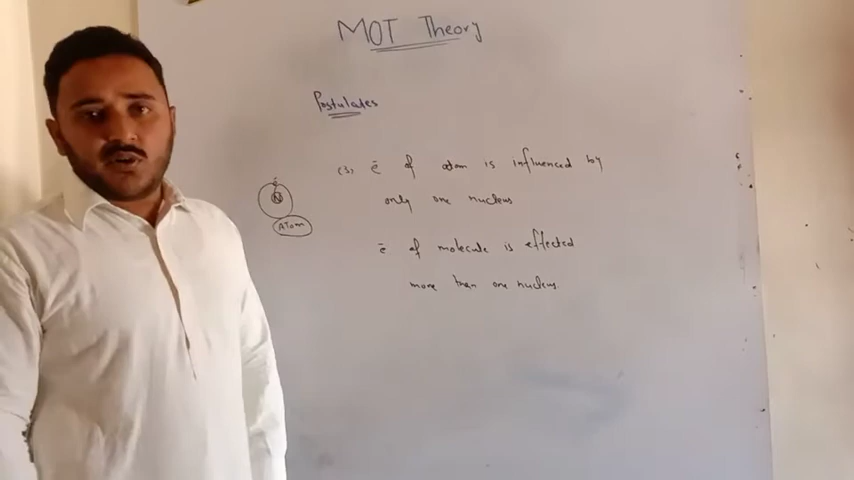 MOT Theory
Postulates
(3) ē of atom is influenced by
only one nucleus
ē of molecule is effected
more than one nucleus.
ē
N
Atom